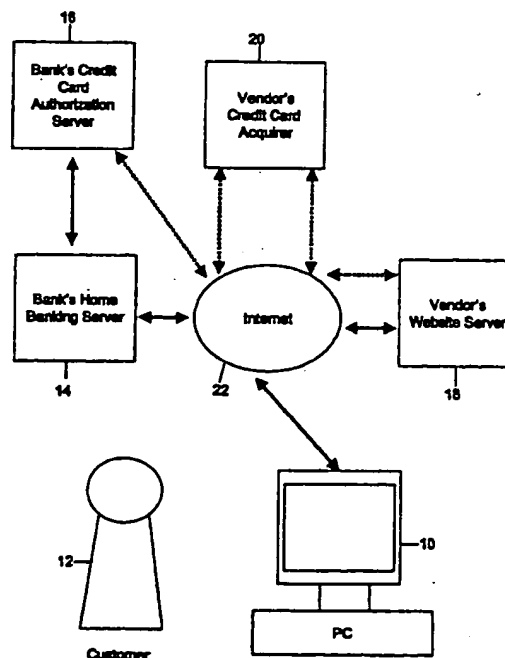 16
Bank's Credit
Card
Authorization
Server
20
Vendor's
Credit Card
Acquirer
Bank's Home
Banking Server
14
Internet
22
Vendor's
Website Server
18
12
Customer
10
PC